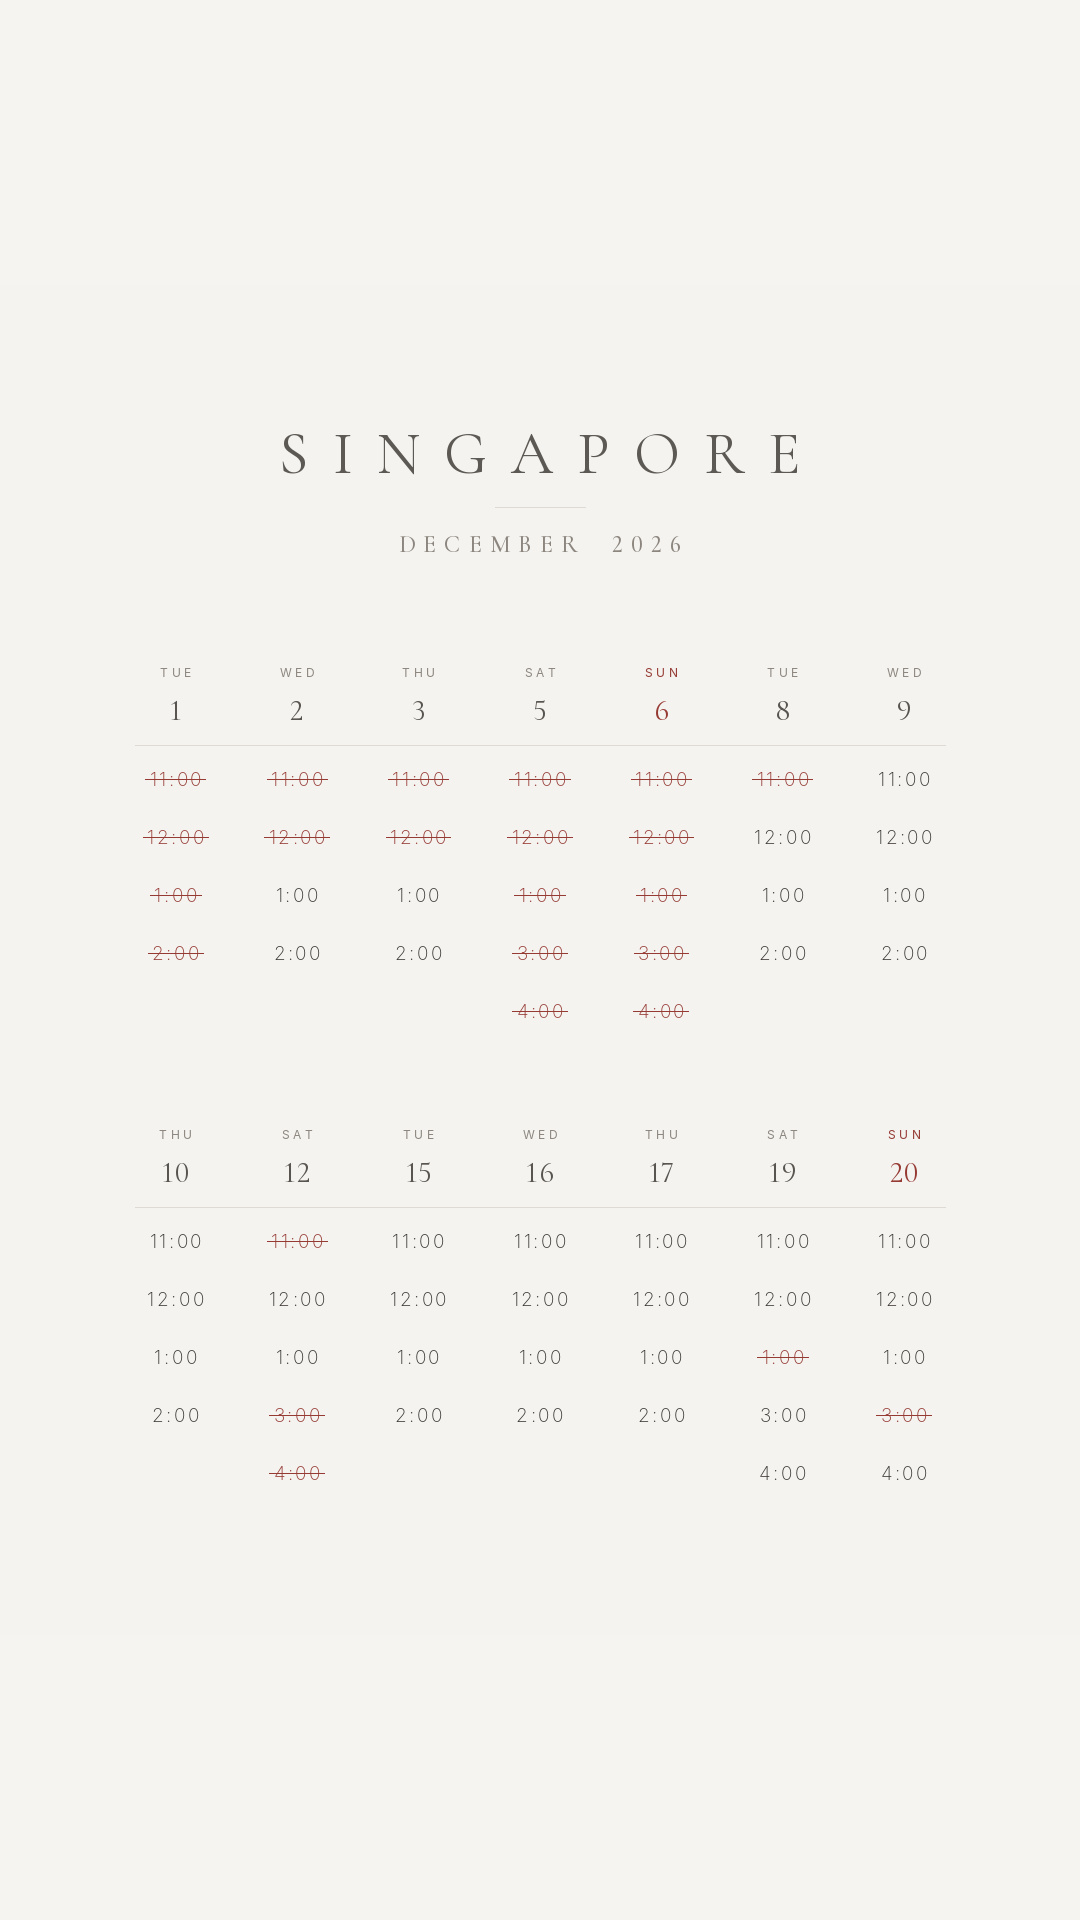 SINGAPORE
DECEMBER 2026
TUE WED THU SAT SUN TUE WED
1 2 3 5 6 8 9
11:00 11:00 11:00 11:00 11:00 11:00 11:00
12:00 12:00 12:00 12:00 12:00 12:00 12:00
1:00 1:00 1:00 1:00 1:00 1:00 1:00
2:00 2:00 2:00 3:00 3:00 2:00 2:00
4:00 4:00
THU SAT TUE WED THU SAT SUN
10 12 15 16 17 19 20
11:00 11:00 11:00 11:00 11:00 11:00 11:00
12:00 12:00 12:00 12:00 12:00 12:00 12:00
1:00 1:00 1:00 1:00 1:00 1:00 1:00
2:00 3:00 2:00 2:00 2:00 3:00 3:00
4:00 4:00 4:00